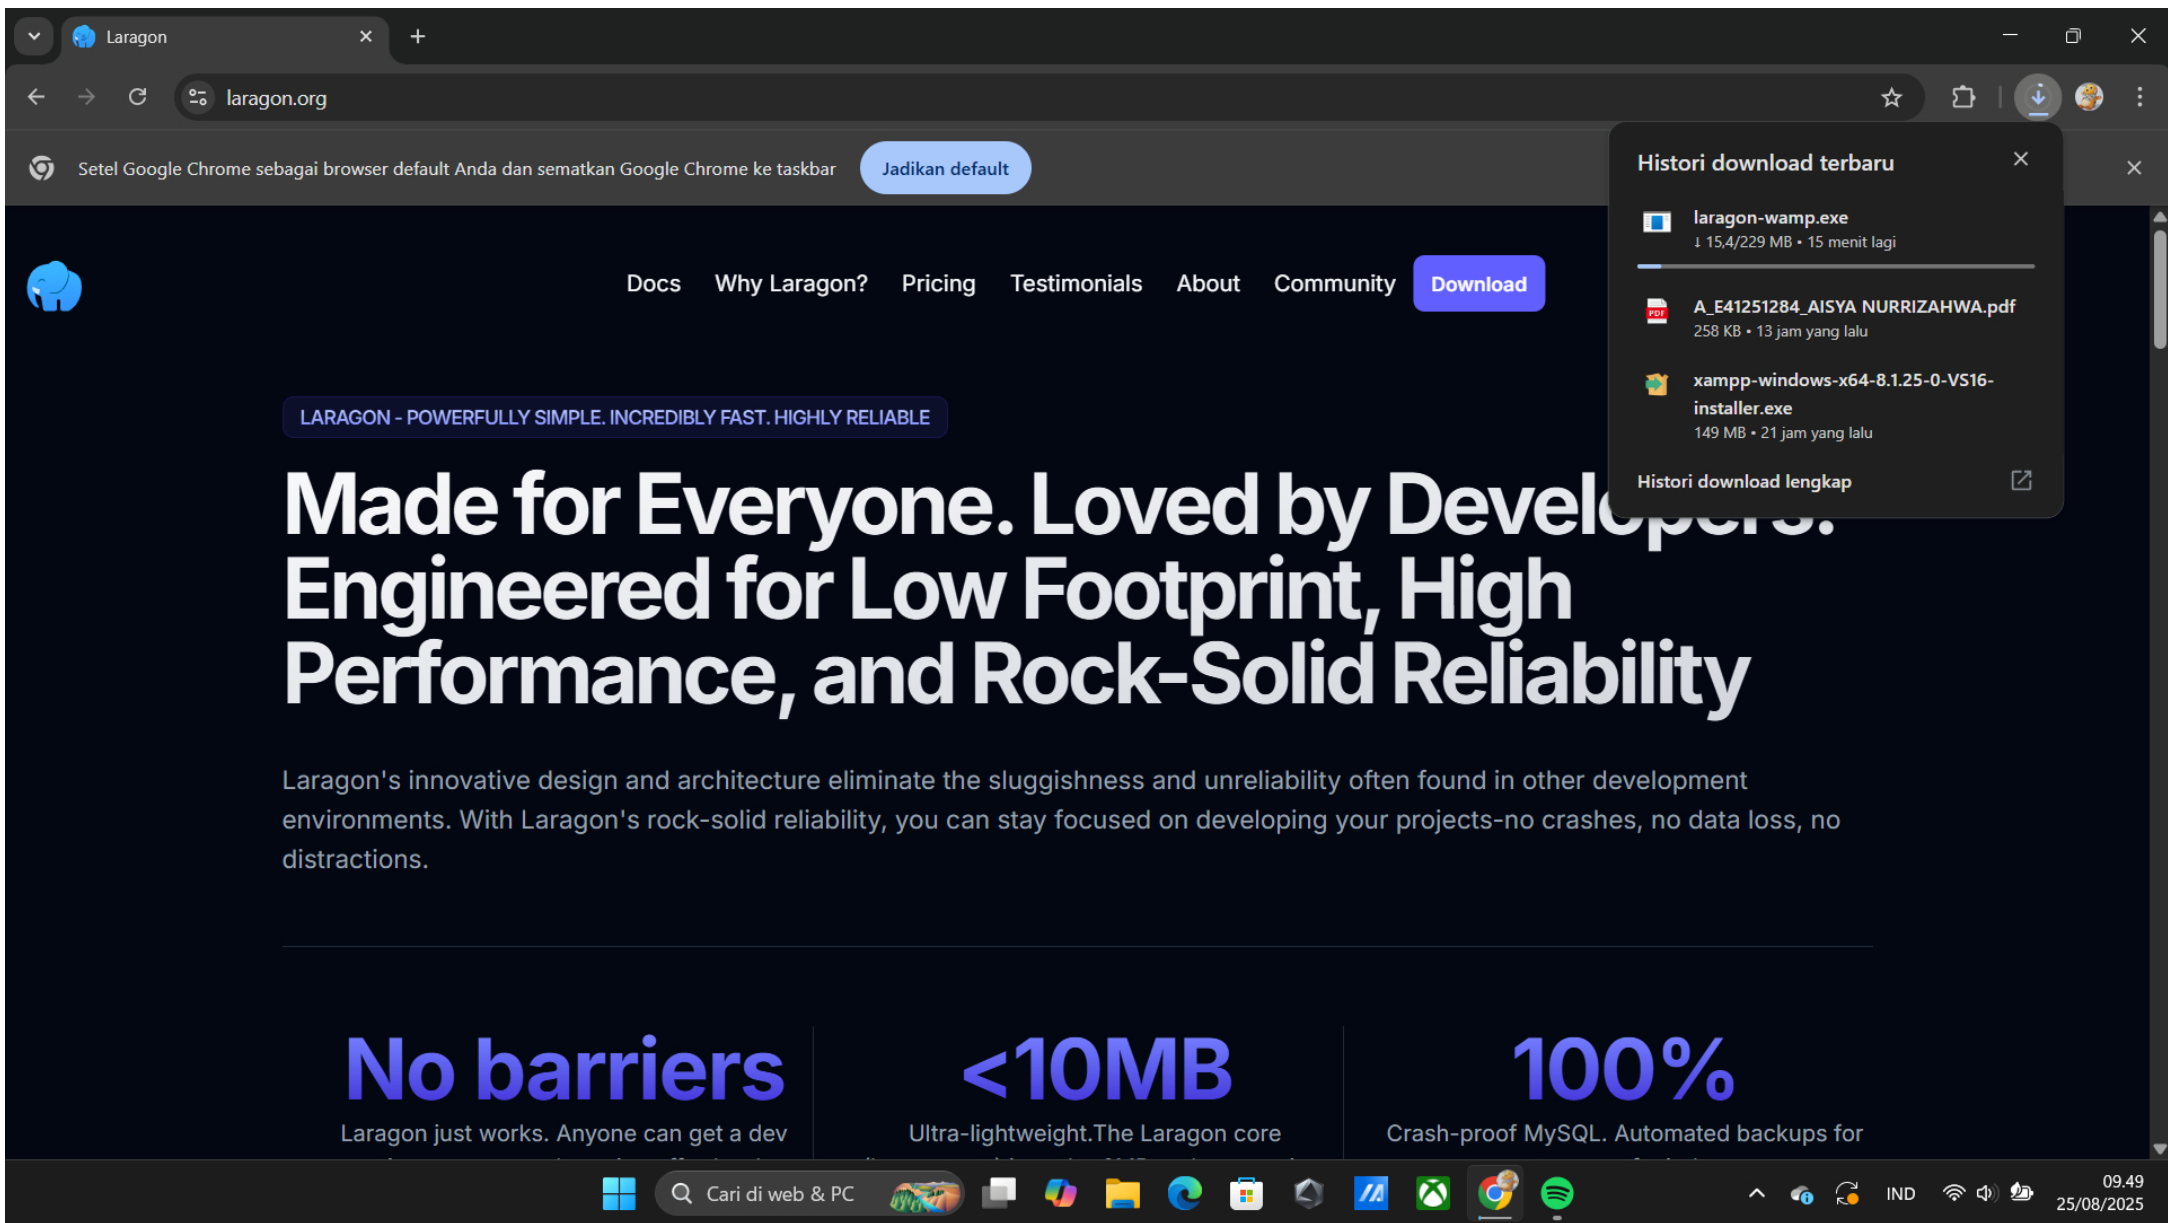 Laragon
laragon.org
Setel Google Chrome sebagai browser default Anda dan sematkan Google Chrome ke taskbar
Jadikan default
Histori download terbaru
laragon-wamp.exe
↓ 15,4/229 MB • 15 menit lagi
A_E41251284_AISYA NURRIZAHWA.pdf
258 KB • 13 jam yang lalu
xampp-windows-x64-8.1.25-0-VS16-
installer.exe
149 MB • 21 jam yang lalu
Histori download lengkap
Docs Why Laragon? Pricing Testimonials About Community Download
LARAGON - POWERFULLY SIMPLE. INCREDIBLY FAST. HIGHLY RELIABLE
Made for Everyone. Loved by Developers.
Engineered for Low Footprint, High
Performance, and Rock-Solid Reliability
Laragon's innovative design and architecture eliminate the sluggishness and unreliability often found in other development
environments. With Laragon's rock-solid reliability, you can stay focused on developing your projects-no crashes, no data loss, no
distractions.
No barriers
Laragon just works. Anyone can get a dev
<10MB
Ultra-lightweight.The Laragon core
100%
Crash-proof MySQL. Automated backups for
Cari di web & PC
IND
09.49
25/08/2025